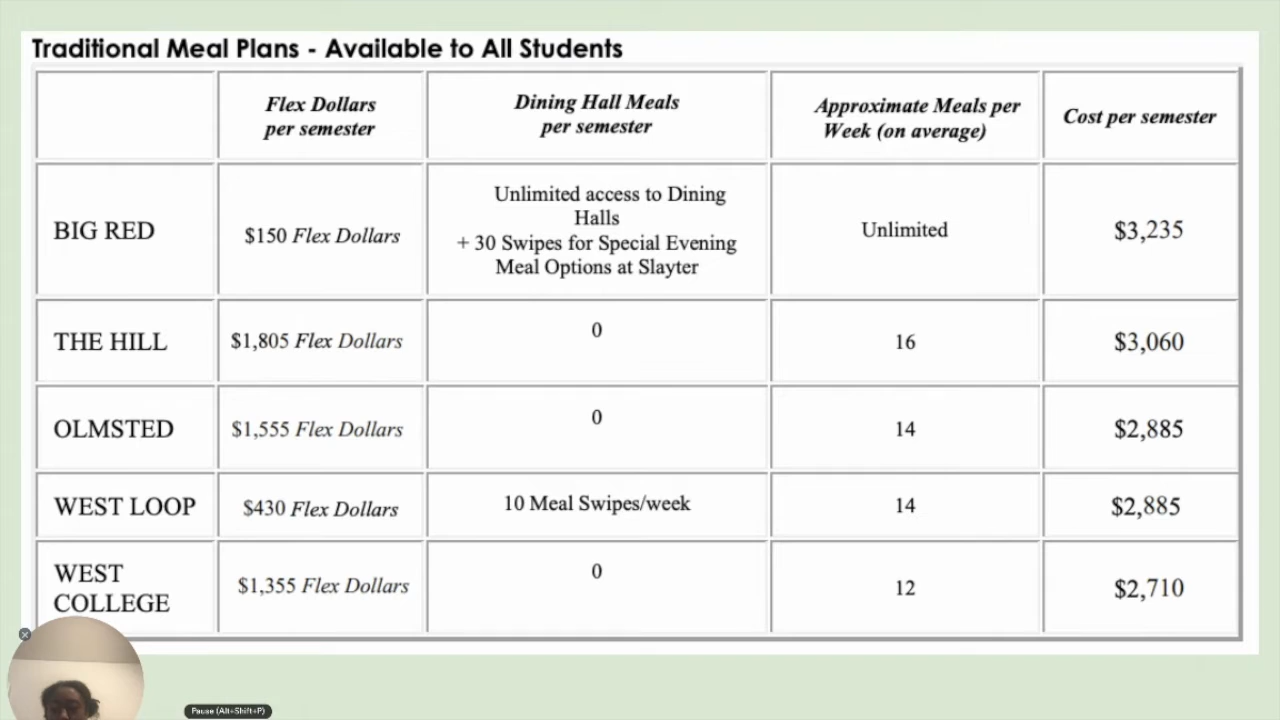 Traditional Meal Plans - Available to All Students
Flex Dollars
per semester
Dining Hall Meals
per semester
Approximate Meals per
Week (on average)
Cost per semester
BIG RED
$150 Flex Dollars
Unlimited access to Dining
Halls
+ 30 Swipes for Special Evening
Meal Options at Slayter
Unlimited
$3,235
THE HILL
$1,805 Flex Dollars
0
16
$3,060
OLMSTED
$1,555 Flex Dollars
0
14
$2,885
WEST LOOP
$430 Flex Dollars
10 Meal Swipes/week
14
$2,885
WEST
COLLEGE
$1,355 Flex Dollars
0
12
$2,710
Pause (Alt+Shift+P)